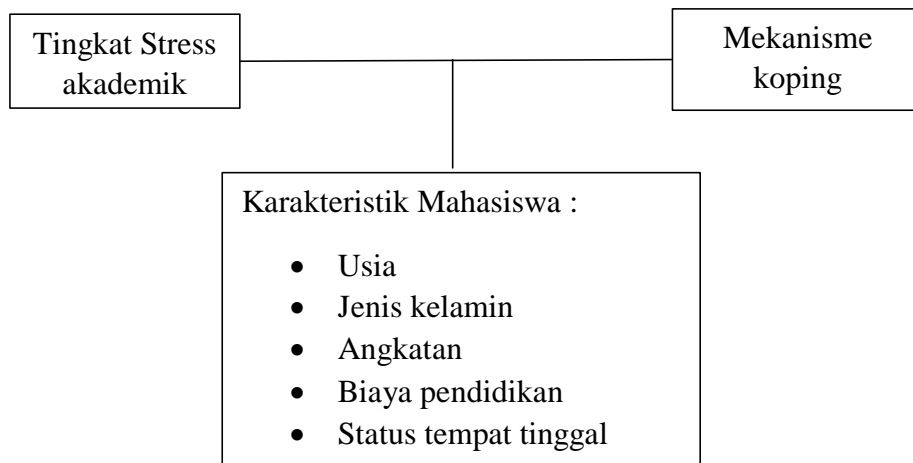 Tingkat Stress
akademik
Mekanisme
koping
Karakteristik Mahasiswa :
• Usia
• Jenis kelamin
• Angkatan
• Biaya pendidikan
• Status tempat tinggal